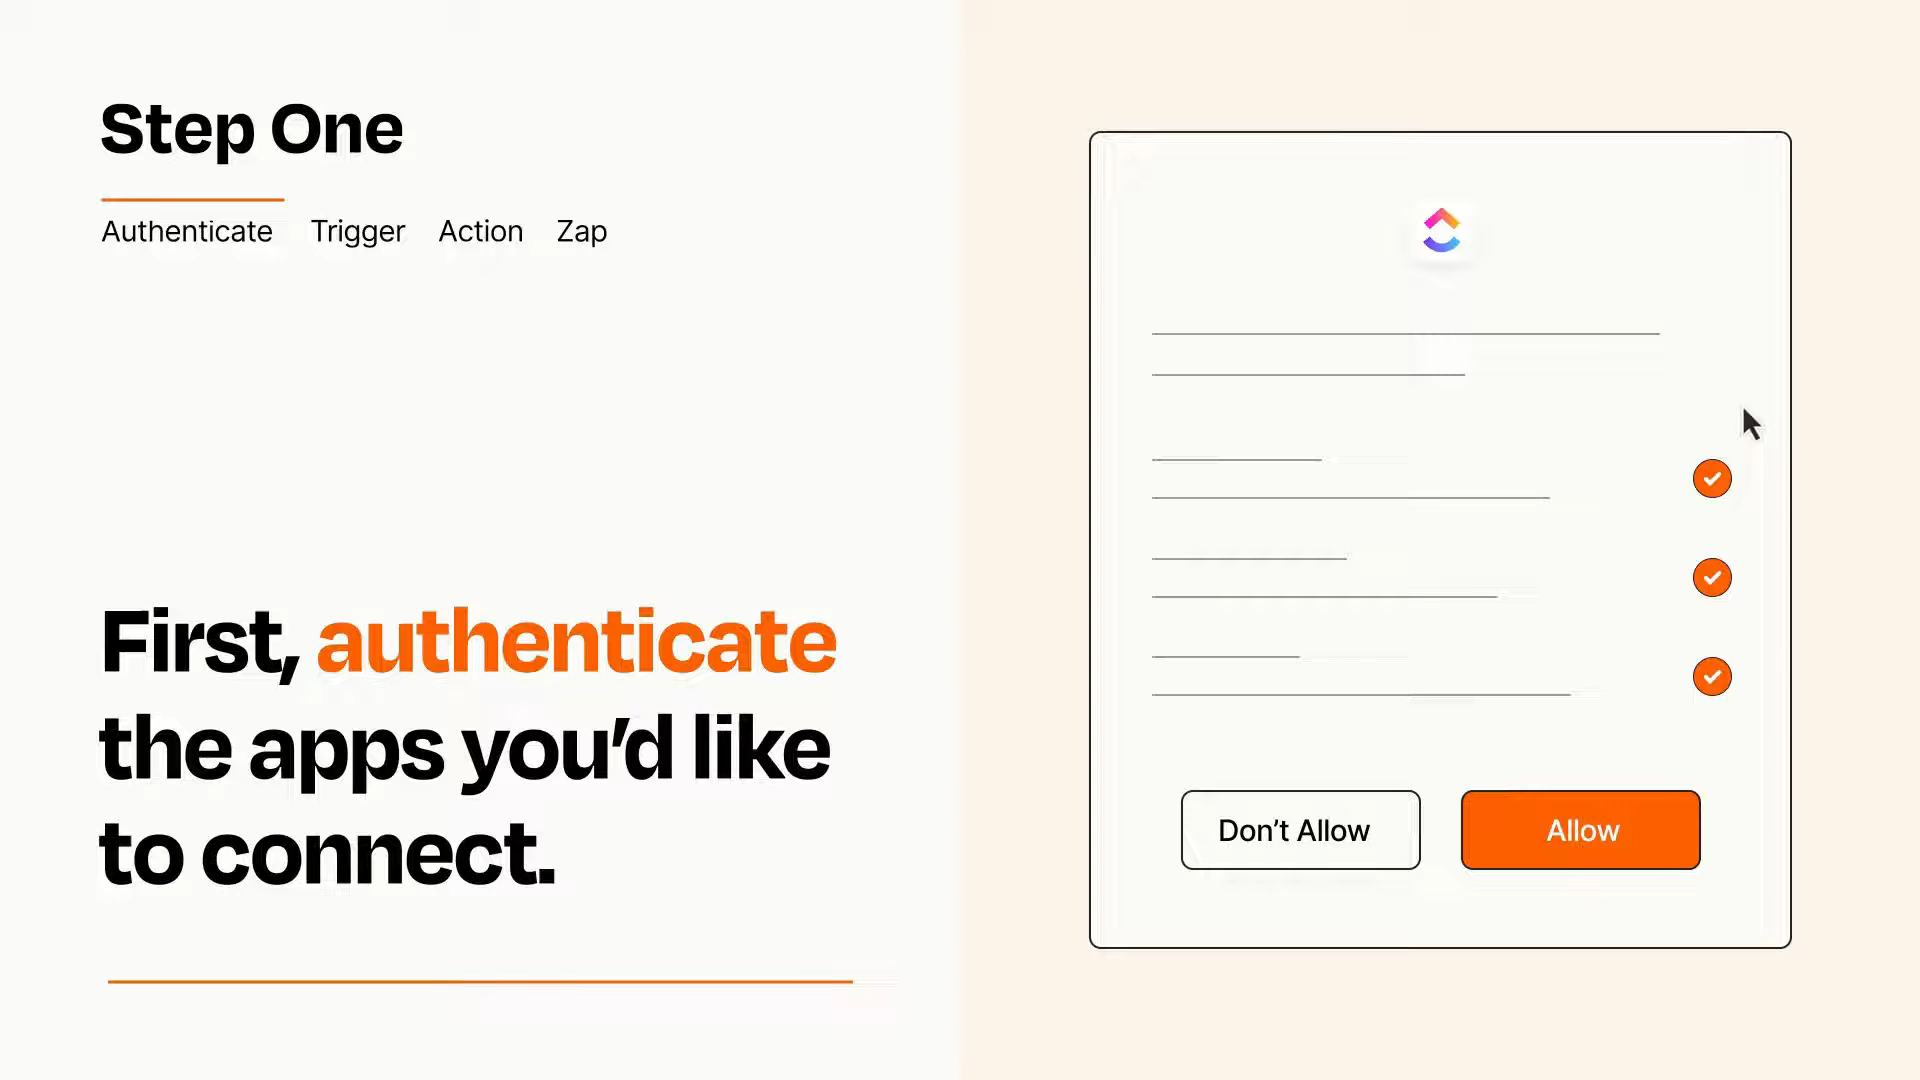 Step One
Authenticate Trigger Action Zap
First, authenticate
the apps you’d like
to connect.
Don’t Allow
Allow